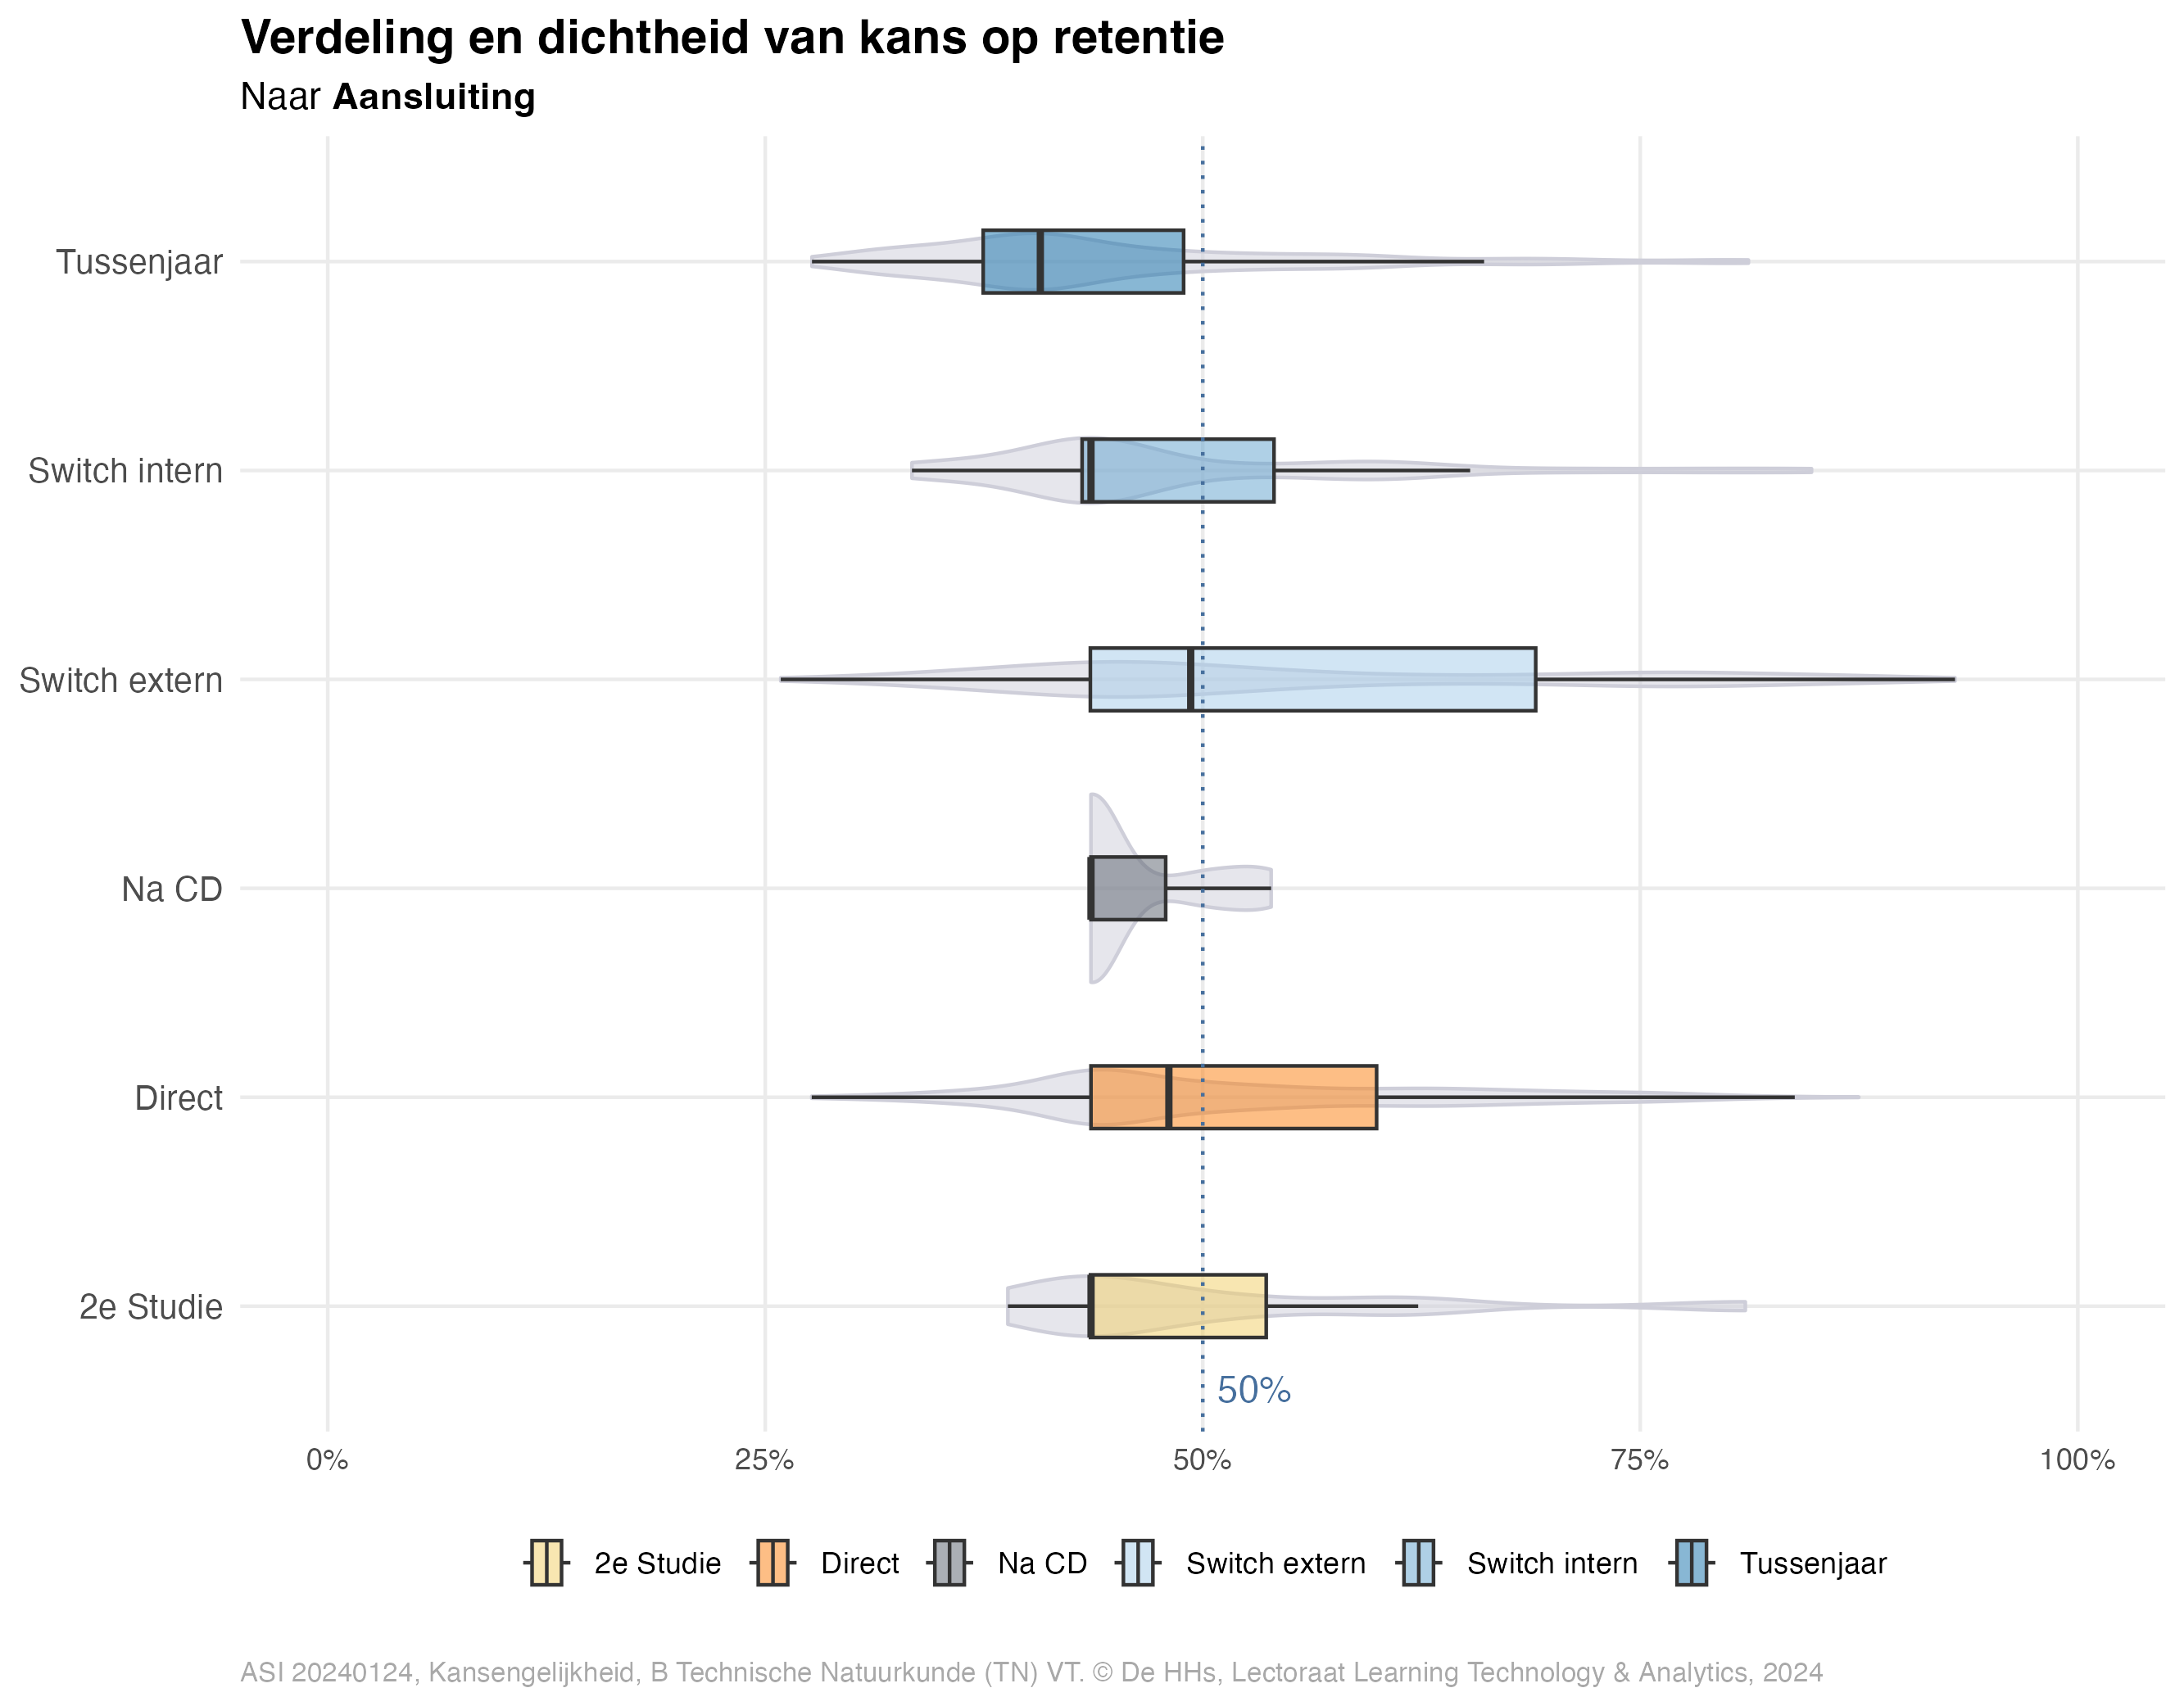 Verdeling en dichtheid van kans op retentie
Naar Aansluiting
Tussenjaar
Switch intern
Switch extern
Na CD
Direct
2e Studie
50%
0% 25% 50% 75% 100%
2e Studie Direct Na CD Switch extern Switch intern Tussenjaar
ASI 20240124, Kansengelijkheid, B Technische Natuurkunde (TN) VT. © De HHs, Lectoraat Learning Technology & Analytics, 2024